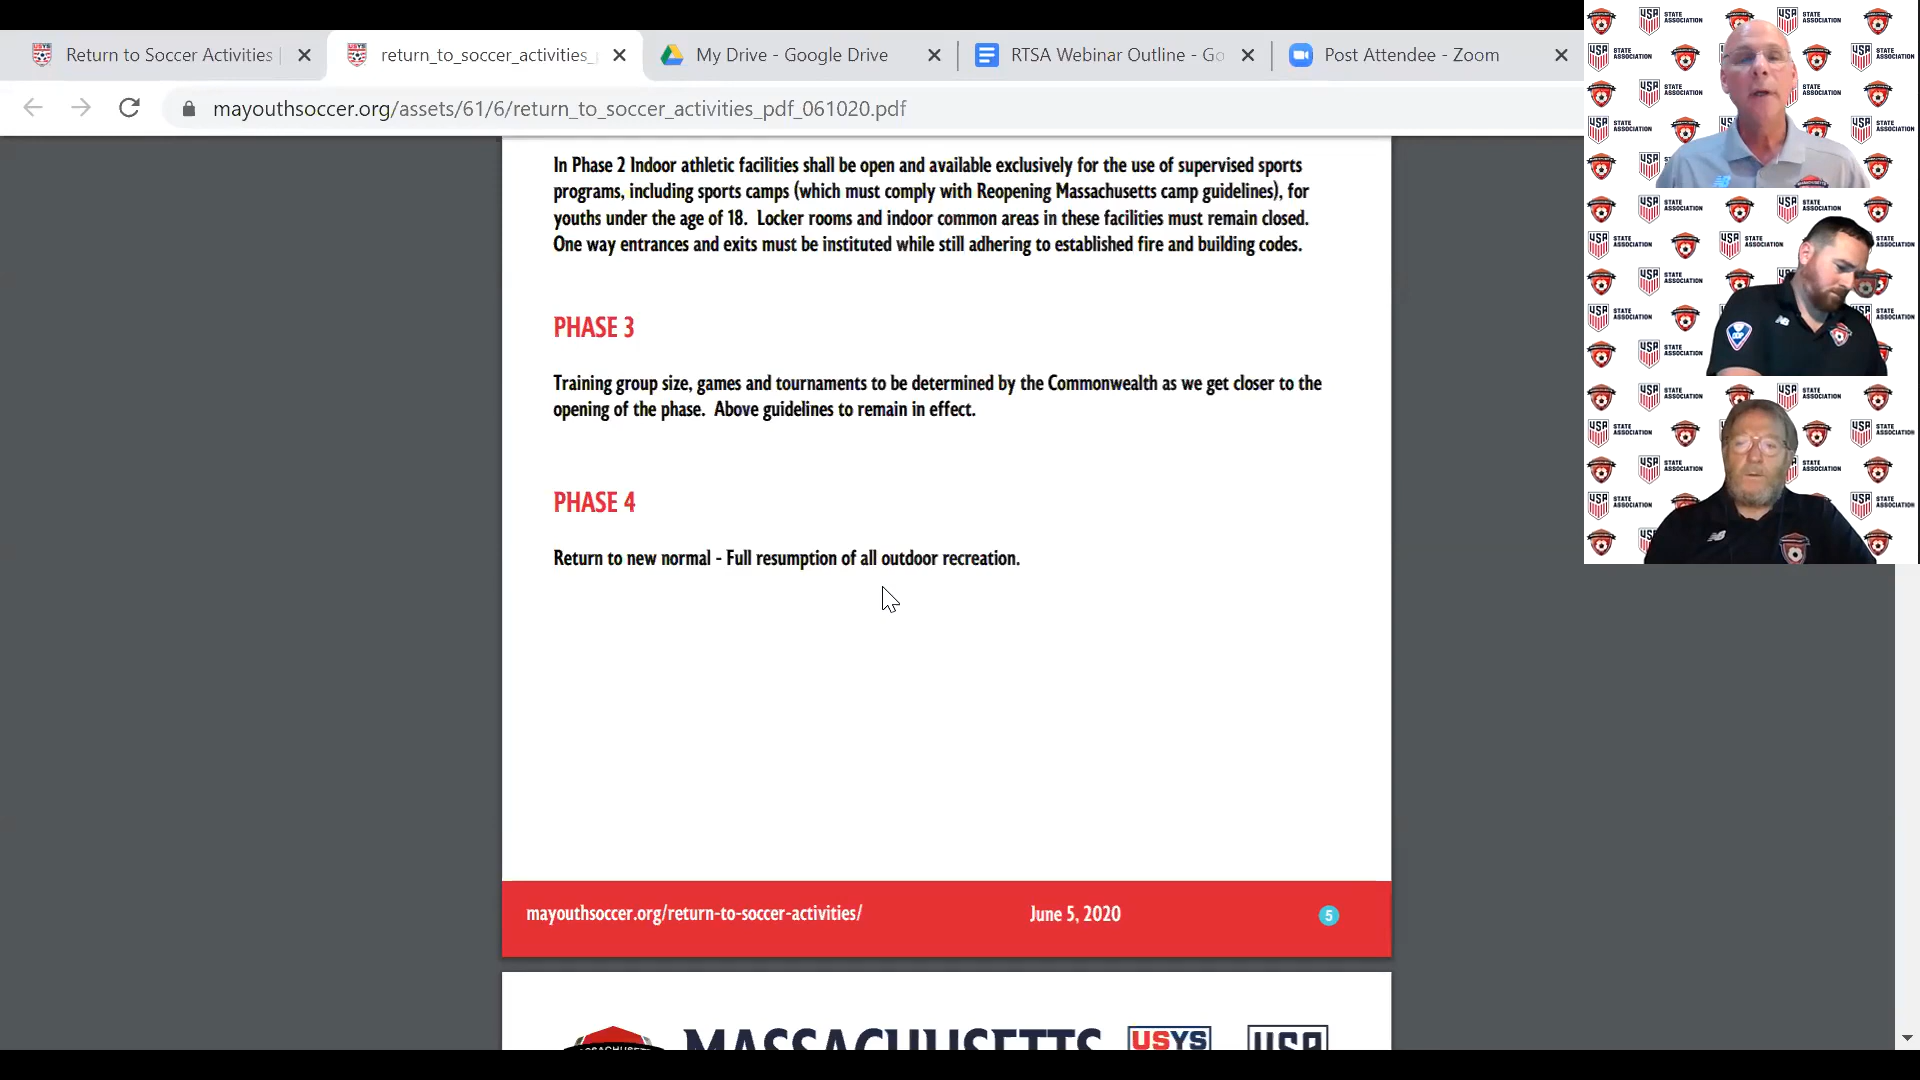 Return to Soccer Activities
return_to_soccer_activities_
My Drive - Google Drive
RTSA Webinar Outline - Go
Post Attendee - Zoom
mayouthsoccer.org/assets/61/6/return_to_soccer_activities_pdf_061020.pdf
In Phase 2 Indoor athletic facilities shall be open and available exclusively for the use of supervised sports
programs, including sports camps (which must comply with Reopening Massachusetts camp guidelines), for
youths under the age of 18. Locker rooms and indoor common areas in these facilities must remain closed.
One way entrances and exits must be instituted while still adhering to established fire and building codes.
PHASE 3
Training group size, games and tournaments to be determined by the Commonwealth as we get closer to the
opening of the phase. Above guidelines to remain in effect.
PHASE 4
Return to new normal - Full resumption of all outdoor recreation.
mayouthsoccer.org/return-to-soccer-activities/
June 5, 2020
5
MASSACHUSETTS
USYS
USA
USA STATE ASSOCIATION